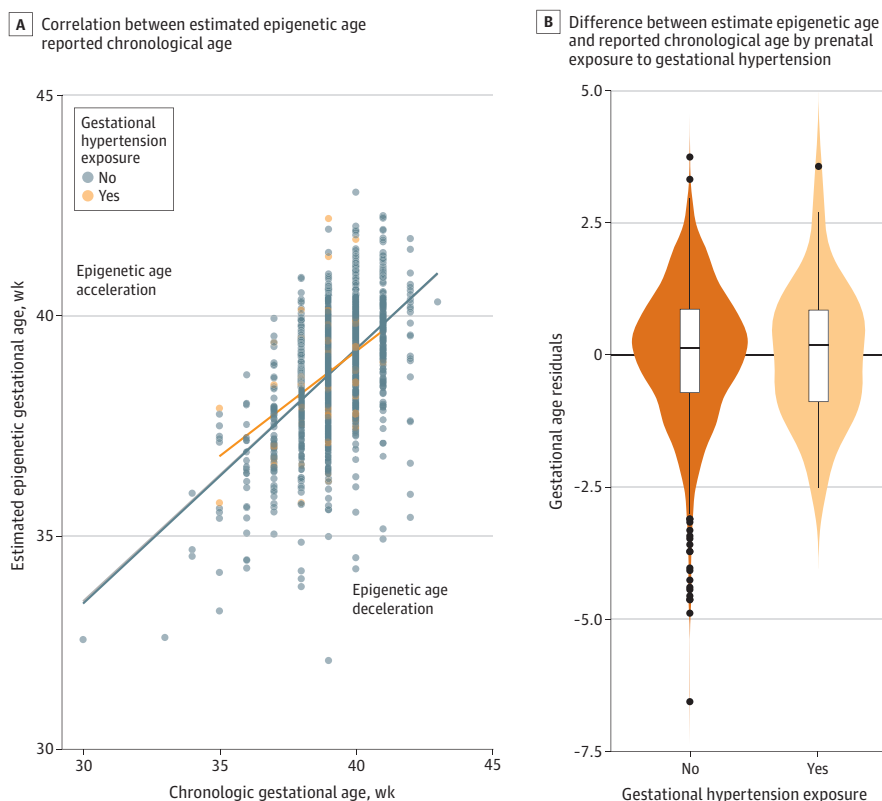 A Correlation between estimated epigenetic age
reported chronological age
45
40
35
30
Estimated epigenetic gestational age, wk
Gestational
hypertension
exposure
No
Yes
Epigenetic age
acceleration
Epigenetic age
deceleration
30
35
40
45
Chronologic gestational age, wk
B Difference between estimate epigenetic age
and reported chronological age by prenatal
exposure to gestational hypertension
5.0
2.5
0
-2.5
-5.0
-7.5
Gestational age residuals
No
Yes
Gestational hypertension exposure